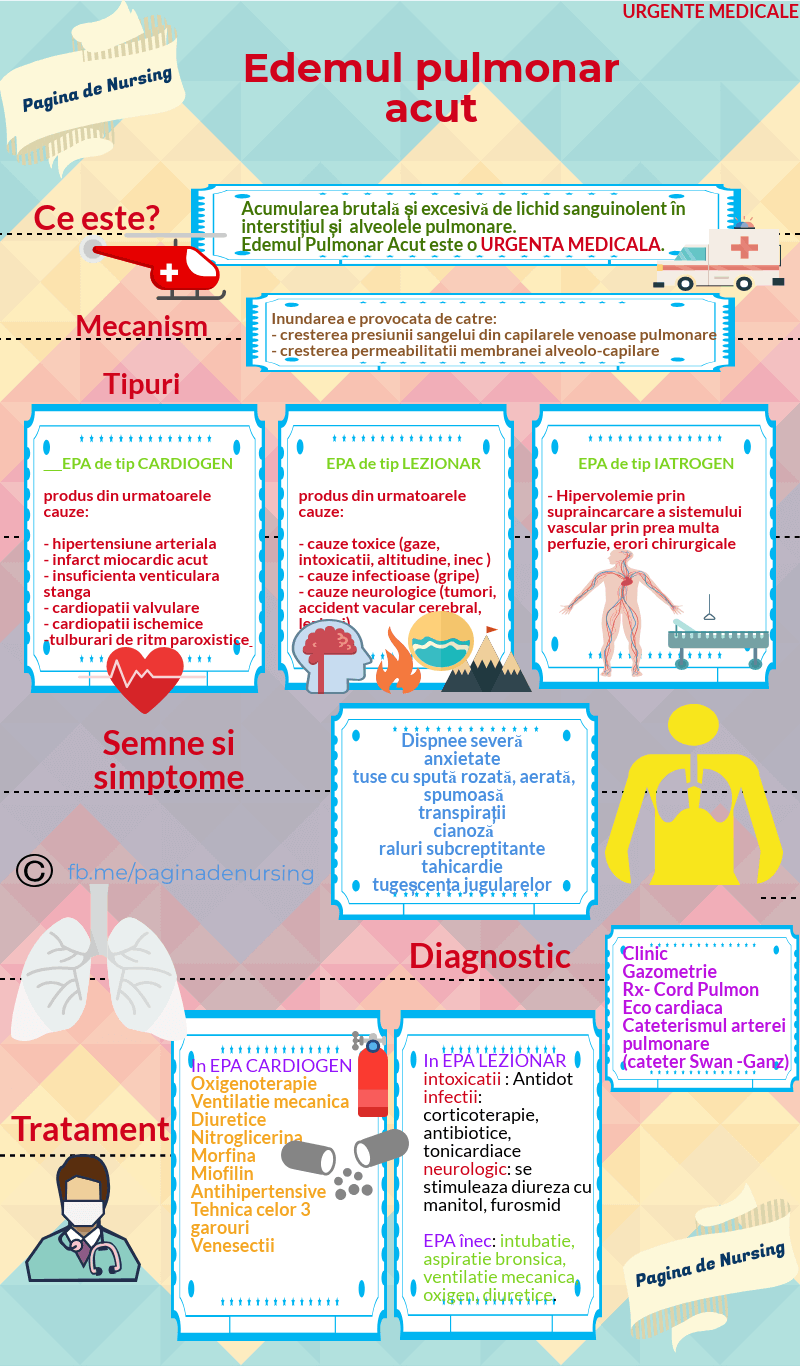 URGENTE MEDICALE
Pagina de Nursing
Edemul pulmonar
acut
Ce este?
Acumularea brutală și excesivă de lichid sanguinolent în
interstițiul și alveolele pulmonare.
Edemul Pulmonar Acut este o URGENTA MEDICALA.
Mecanism
Inundarea e provocata de catre:
- cresterea presiunii sangelui din capilarele venoase pulmonare
- cresterea permeabilitatii membranei alveolo-capilare
Tipuri
___EPA de tip CARDIOGEN
produs din urmatoarele
cauze:
- hipertensiune arteriala
- infarct miocardic acut
- insuficienta venticulara
stanga
- cardiopatii valvulare
- cardiopatii ischemice
-tulburari de ritm paroxistice_
EPA de tip LEZIONAR
produs din urmatoarele
cauze:
- cauze toxice (gaze,
intoxicatii, altitudine, inec )
- cauze infectioase (gripe)
- cauze neurologice (tumori,
accident vacular cerebral,
EPA de tip IATROGEN
- Hipervolemie prin
supraincarcare a sistemului
vascular prin prea multa
perfuzie, erori chirurgicale
Semne si
simptome
Dispnee severă
anxietate
tuse cu spută rozată, aerată,
spumoasă
transpirații
cianoză
raluri subcreptitante
tahicardie
tugescența jugularelor
© fb.me/paginadenursing
Diagnostic
Clinic
Gazometrie
Rx- Cord Pulmon
Eco cardiaca
Cateterismul arterei
pulmonare
(cateter Swan -Ganz)
Tratament
In EPA CARDIOGEN
Oxigenoterapie
Ventilatie mecanica
Diuretice
Nitroglicerina
Morfina
Miofilin
Antihipertensive
Tehnica celor 3
garouri
Venesectii
In EPA LEZIONAR
intoxicatii : Antidot
infectii:
corticoterapie,
antibiotice,
tonicardiace
neurologic: se
stimuleaza diureza cu
manitol, furosmid
EPA înec: intubatie,
aspiratie bronsica,
ventilatie mecanica,
oxigen, diuretice.
Pagina de Nursing